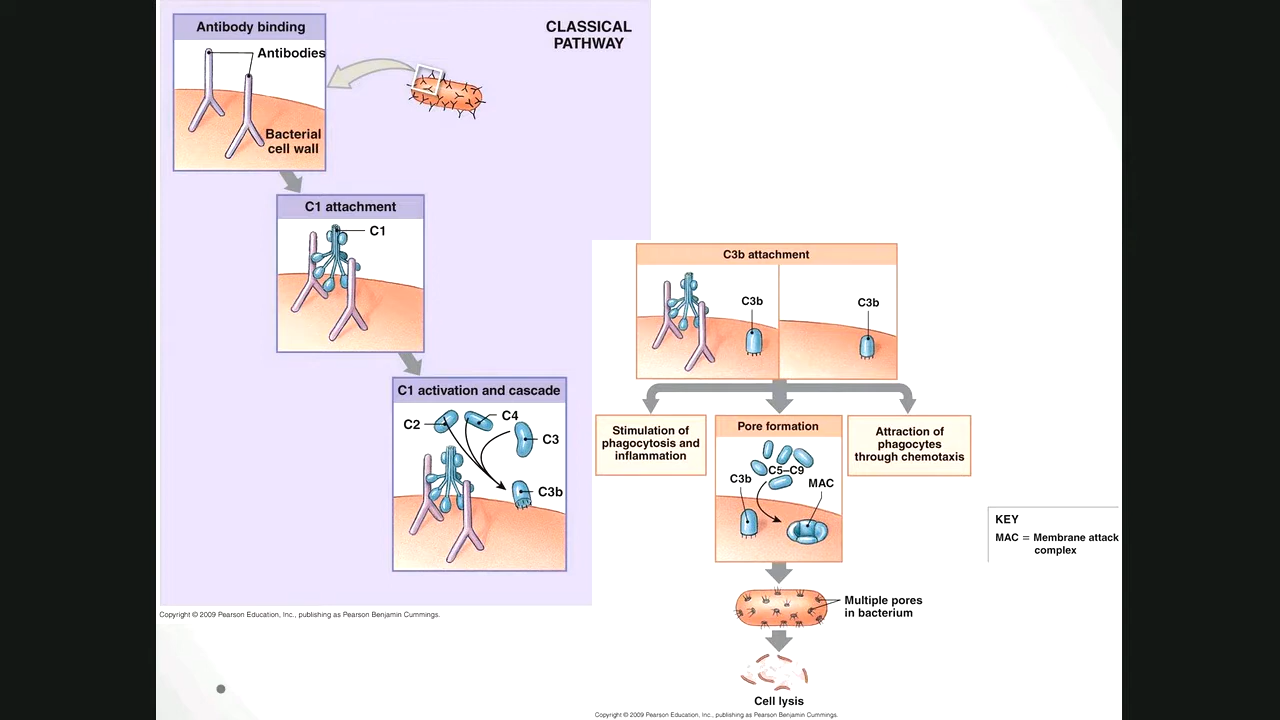 CLASSICAL
PATHWAY
Antibody binding
Antibodies
Bacterial
cell wall
C1 attachment
C1
C1 activation and cascade
C2
C4
C3
C3b
Copyright © 2009 Pearson Education, Inc., publishing as Pearson Benjamin Cummings.
C3b attachment
C3b
C3b
Stimulation of
phagocytosis and
inflammation
Pore formation
C5–C9
C3b
MAC
Attraction of
phagocytes
through chemotaxis
KEY
MAC = Membrane attack
complex
Multiple pores
in bacterium
Cell lysis
Copyright © 2009 Pearson Education, Inc., publishing as Pearson Benjamin Cummings.